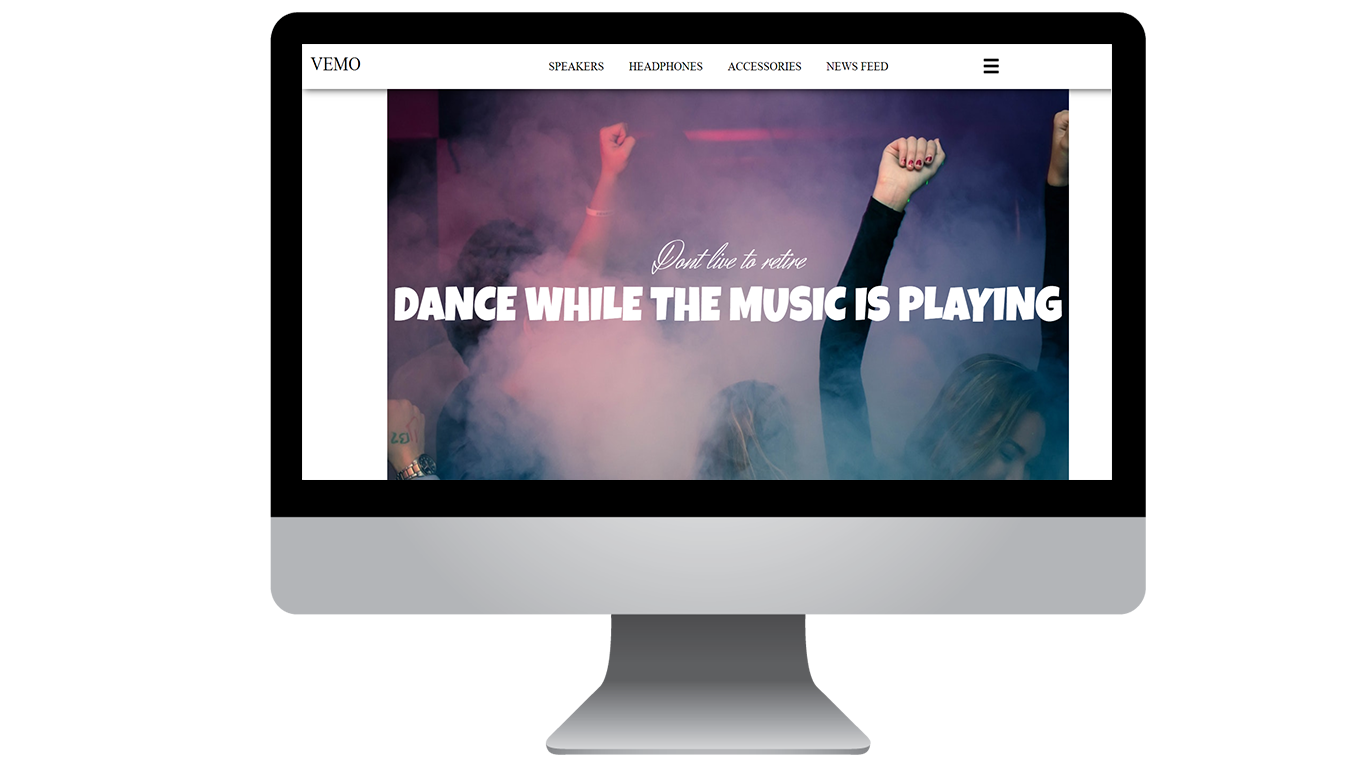 VEMO
SPEAKERS HEADPHONES ACCESSORIES NEWS FEED
Dont live to retire
DANCE WHILE THE MUSIC IS PLAYING